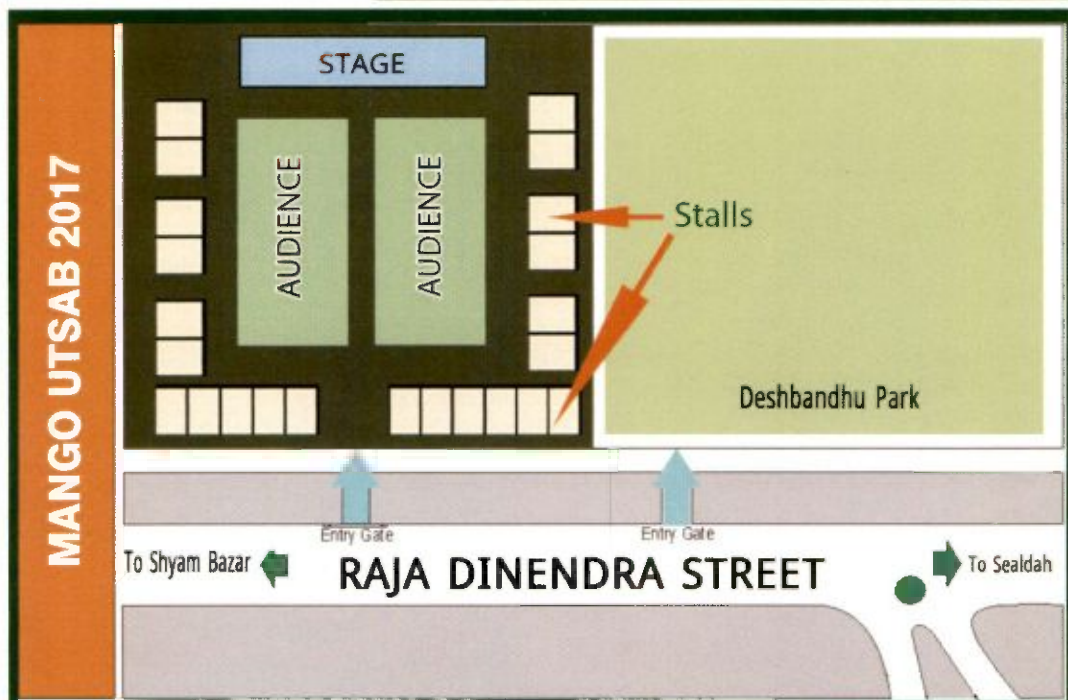 MANGO UTSAB 2017
STAGE
AUDIENCE
AUDIENCE
Stalls
Deshbandhu Park
Entry Gate
Entry Gate
To Shyam Bazar
RAJA DINENDRA STREET
To Sealdah